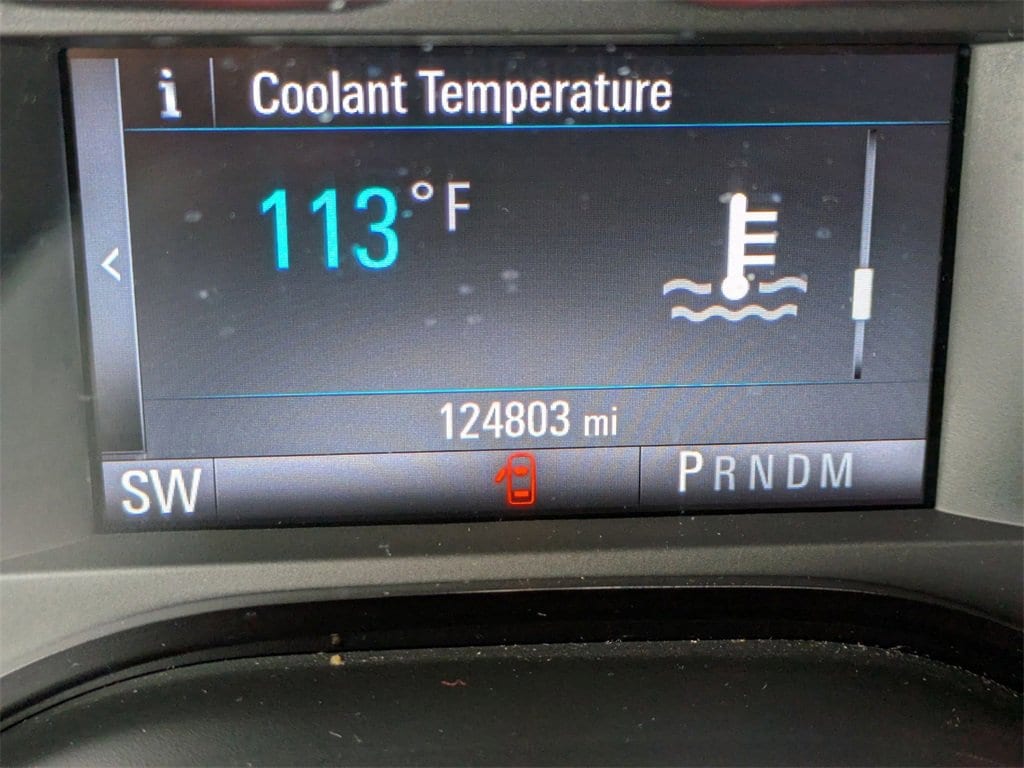 i Coolant Temperature
113 °F
<
124803 mi
SW PRNDM